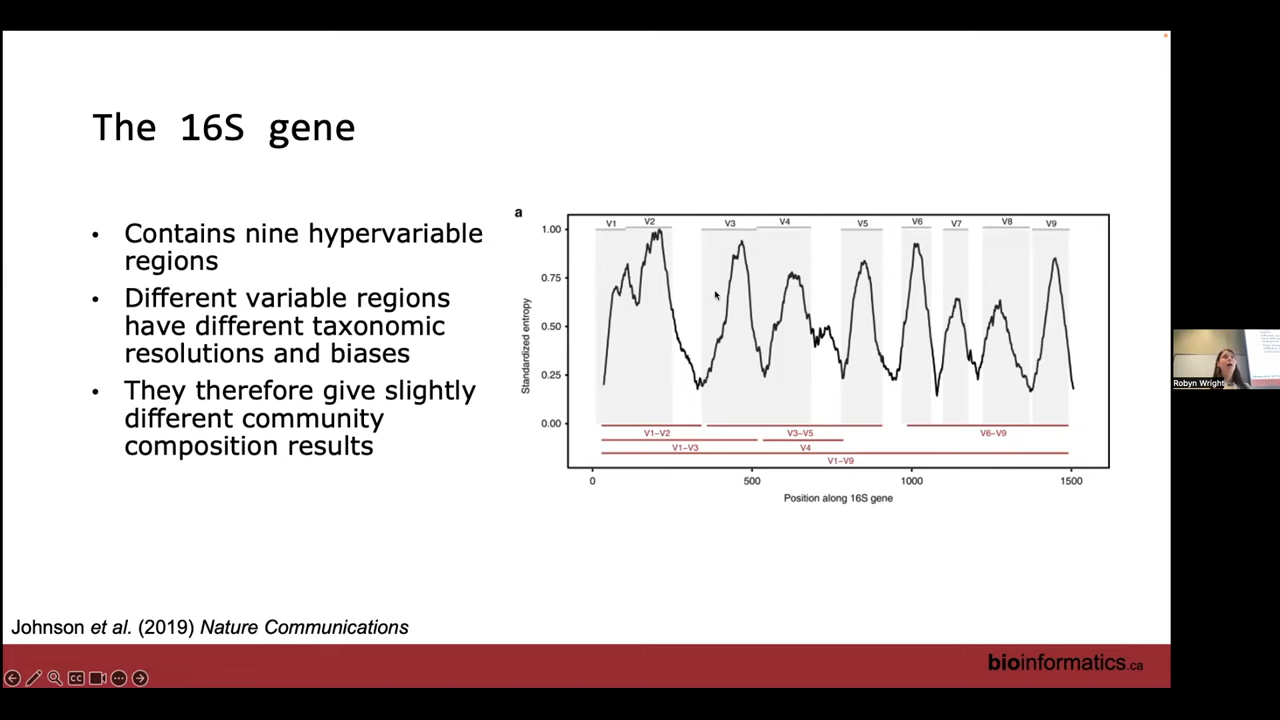 The 16S gene
• Contains nine hypervariable
regions
• Different variable regions
have different taxonomic
resolutions and biases
• They therefore give slightly
different community
composition results
a
V1 V2 V3 V4 V5 V6 V7 V8 V9
1.00
0.75
0.50
0.25
0.00
Standardized entropy
V1–V2 V3–V5 V6–V9
V1–V3 V4
V1–V9
0 500 1000 1500
Position along 16S gene
Robyn Wright
Johnson et al. (2019) Nature Communications
bioinformatics.ca
CC